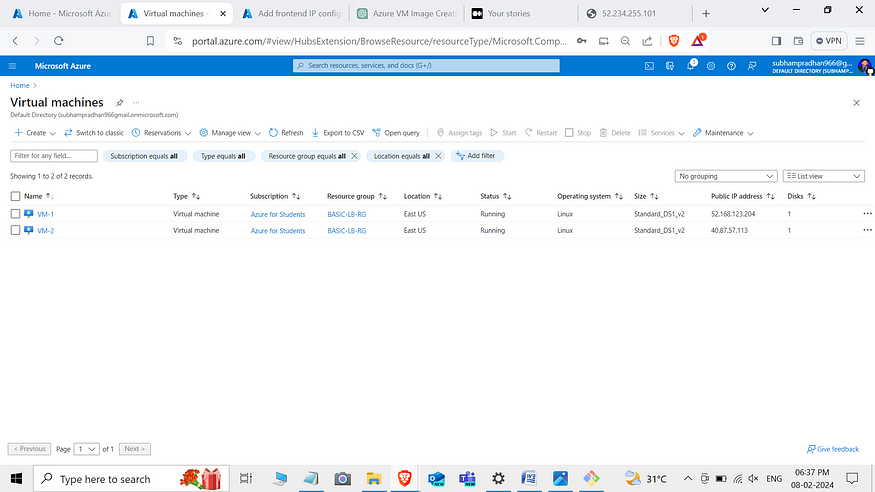 Home - Microsoft Azur
Virtual machines -
Add frontend IP config
Azure VM Image Creat
Your stories
52.234.255.101
portal.azure.com/#view/HubsExtension/BrowseResource/resourceType/Microsoft.Comp...
VPN
Microsoft Azure
Search resources, services, and docs (G+/)
subhampradhan966@g...
DEFAULT DIRECTORY (SUBHAM...
Home >
Virtual machines
Default Directory (subhampradhan966gmail.onmicrosoft.com)
Create
Switch to classic
Reservations
Manage view
Refresh
Export to CSV
Open query
Assign tags
Start
Restart
Stop
Delete
Services
Maintenance
Filter for any field...
Subscription equals all
Type equals all
Resource group equals all
Location equals all
Add filter
Showing 1 to 2 of 2 records.
No grouping
List view
Name Type Subscription Resource group Location Status Operating system Size Public IP address Disks
VM-1 Virtual machine Azure for Students BASIC-LB-RG East US Running Linux Standard_DS1_v2 52.168.123.204 1
VM-2 Virtual machine Azure for Students BASIC-LB-RG East US Running Linux Standard_DS1_v2 40.87.57.113 1
< Previous Page 1 of 1 Next >
Give feedback
Type here to search
31°C
ENG
06:37 PM
08-02-2024